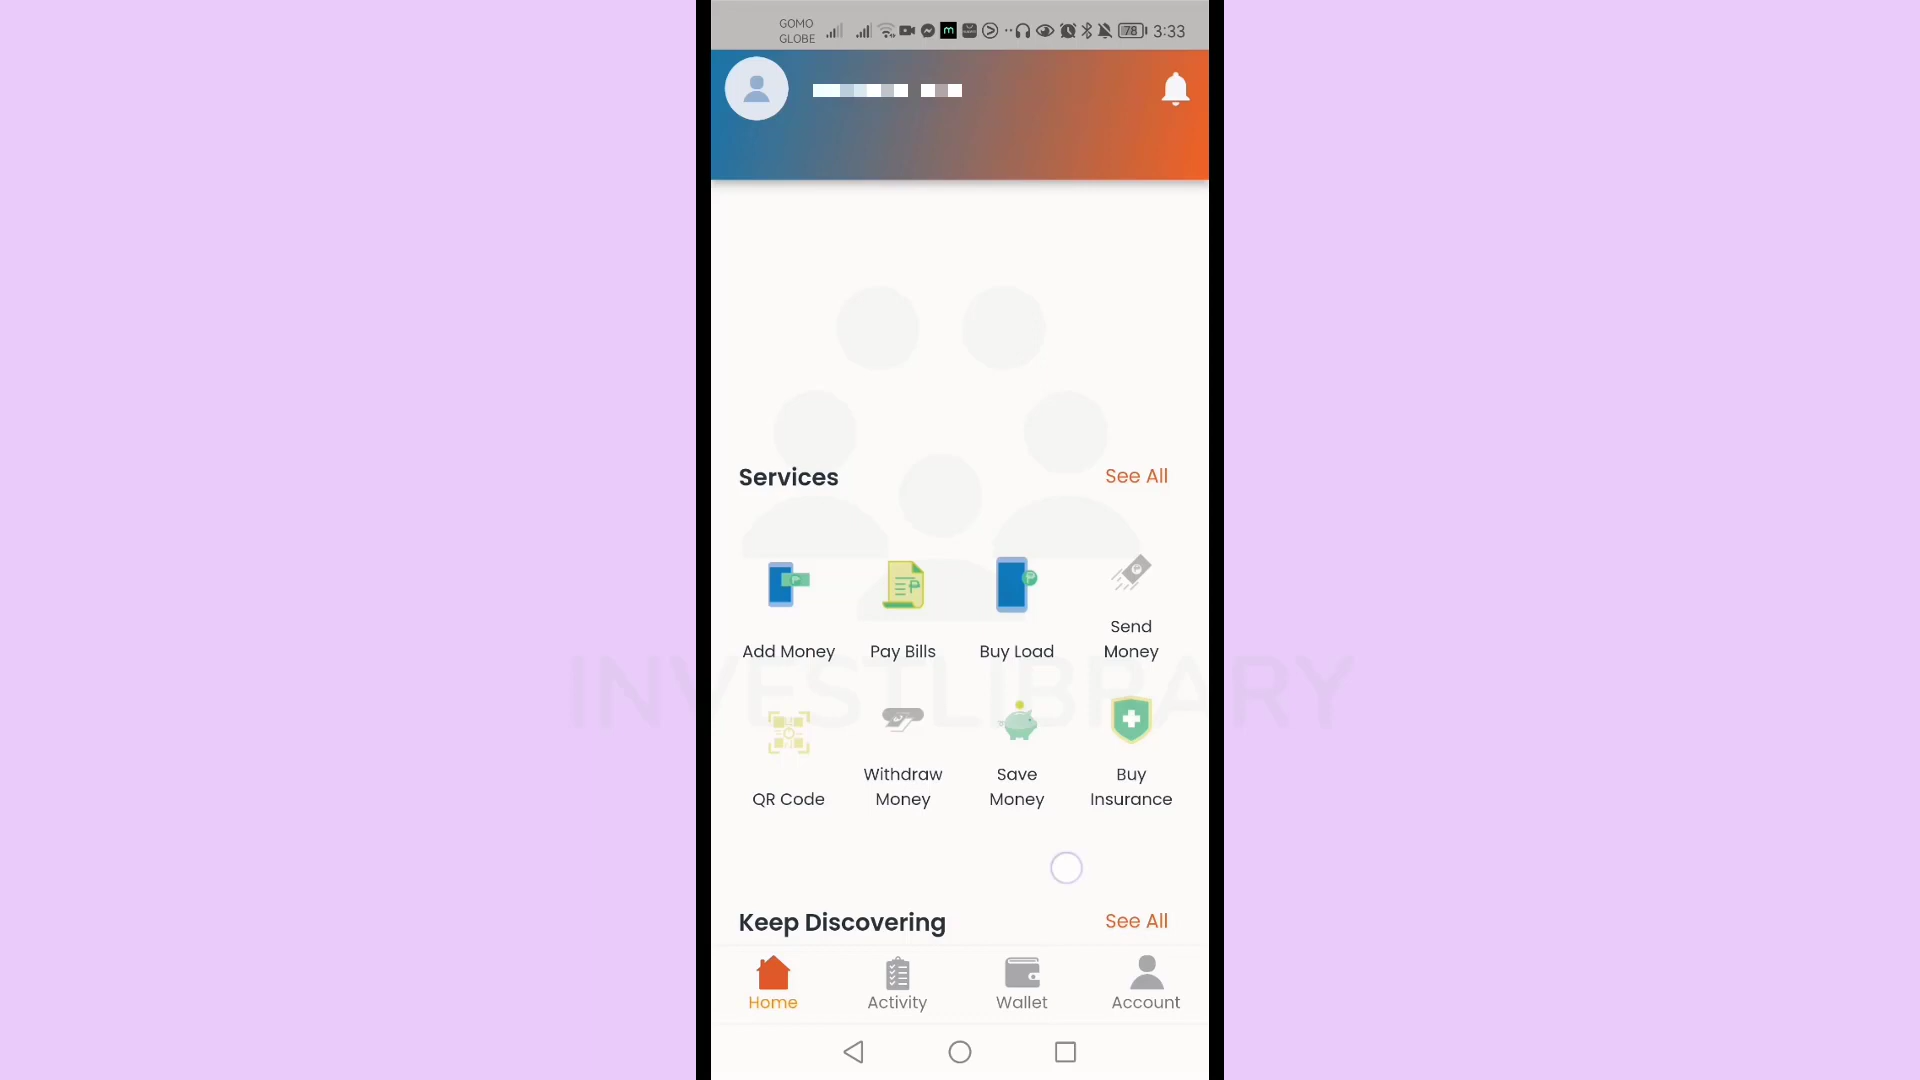 GOMO
GLOBE
78
3:33
Services
See All
Add Money
Pay Bills
Buy Load
Send
Money
INVESTLIBRARY
QR Code
Withdraw
Money
Save
Money
Buy
Insurance
Keep Discovering
See All
Home
Activity
Wallet
Account